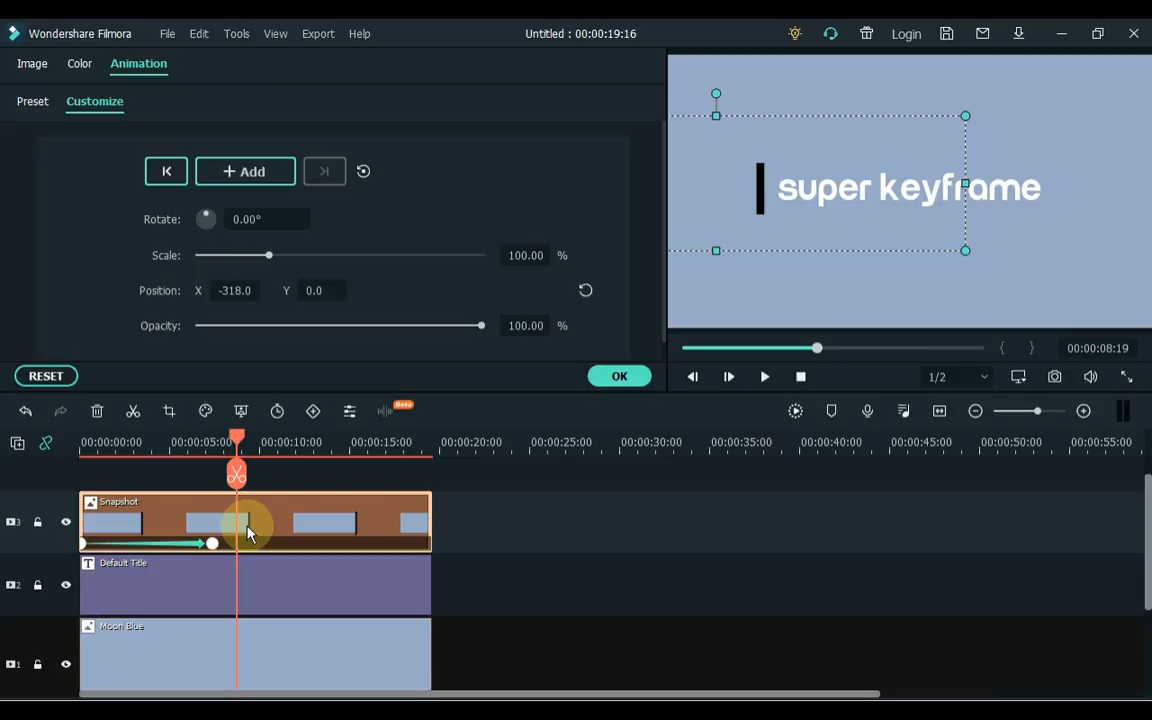 Wondershare Filmora File Edit Tools View Export Help Untitled : 00:00:19:16 Login
Image Color Animation
Preset Customize
+ Add
Rotate: 0.00°
Scale: 100.00 %
Position: X -318.0 Y 0.0
Opacity: 100.00 %
RESET OK
super keyframe
{ } 00:00:08:19
1/2
Beta
00:00:00:00 00:00:05:00 00:00:10:00 00:00:15:00 00:00:20:00 00:00:25:00 00:00:30:00 00:00:35:00 00:00:40:00 00:00:45:00 00:00:50:00 00:00:55:00
3 Snapshot
2 T Default Title
1 Moon Blue